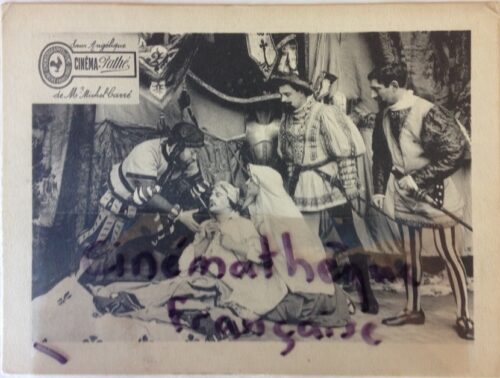 Sœur Angélique
CINÉMA-Pathé
de Mr Michel Carré
Cinémathèque
Française